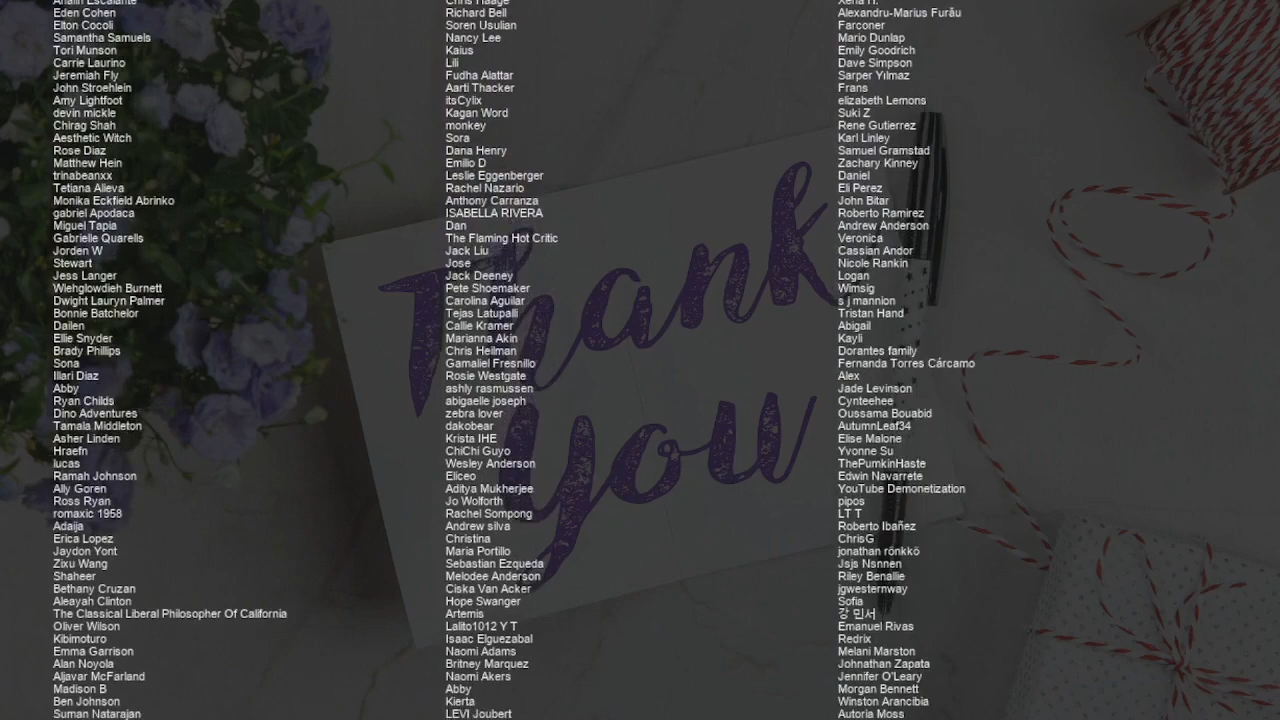 Eden Cohen
Elton Cocoli
Samantha Samuels
Tori Munson
Carrie Laurino
Jeremiah Fly
John Stroehlein
Amy Lightfoot
devin mickle
Chirag Shah
Aesthetic Witch
Rose Diaz
Matthew Hein
trinabeanxx
Tetiana Alieva
Monika Eckfield Abrinko
gabriel Apodaca
Miguel Tapia
Gabrielle Quarells
Jorden W
Stewart
Jess Langer
Wiehglowdieh Burnett
Dwight Lauryn Palmer
Bonnie Batchelor
Dailen
Ellie Snyder
Brady Phillips
Sona
Illari Diaz
Abby
Ryan Childs
Dino Adventures
Tamala Middleton
Asher Linden
Hraefn
lucas
Ramah Johnson
Ally Goren
Ross Ryan
romaxic 1958
Adaija
Erica Lopez
Jaydon Yont
Zixu Wang
Shaheer
Bethany Cruzan
Aleayah Clinton
The Classical Liberal Philosopher Of California
Oliver Wilson
Kibimoturo
Emma Garrison
Alan Noyola
Aljavar McFarland
Madison B
Ben Johnson
Suman Natarajan
Richard Bell
Soren Usulian
Nancy Lee
Kaius
Lili
Fudha Alattar
Aarti Thacker
itsCylix
Kagan Word
monkey
Sora
Dana Henry
Emilio D
Leslie Eggenberger
Rachel Nazario
Anthony Carranza
ISABELLA RIVERA
Dan
The Flaming Hot Critic
Jack Liu
Jose
Jack Deeney
Pete Shoemaker
Carolina Aguilar
Tejas Latupalli
Callie Kramer
Marianna Akin
Chris Heilman
Gamaliel Fresnillo
Rosie Westgate
ashly rasmussen
abigaelle joseph
zebra lover
dakobear
Krista IHE
ChiChi Guyo
Wesley Anderson
Eliceo
Aditya Mukherjee
Jo Wolforth
Rachel Sompong
Andrew silva
Christina
Maria Portillo
Sebastian Ezqueda
Melodee Anderson
Ciska Van Acker
Hope Swanger
Artemis
Lalito1012 Y T
Isaac Elguezabal
Naomi Adams
Britney Marquez
Naomi Akers
Abby
Kierta
LEVI Joubert
Alexandru-Marius Furău
Farconer
Mario Dunlap
Emily Goodrich
Dave Simpson
Sarper Yılmaz
Frans
elizabeth Lemons
Suki Z
Rene Gutierrez
Karl Linley
Samuel Gramstad
Zachary Kinney
Daniel
Eli Perez
John Bitar
Roberto Ramirez
Andrew Anderson
Veronica
Cassian Andor
Nicole Rankin
Logan
Wimsig
s j mannion
Tristan Hand
Abigail
Kayli
Dorantes family
Fernanda Torres Cárcamo
Alex
Jade Levinson
Cynteehee
Oussama Bouabid
AutumnLeaf34
Elise Malone
Yvonne Su
ThePumkinHaste
Edwin Navarrete
YouTube Demonetization
pipos
LT T
Roberto Ibañez
ChrisG
jonathan rönkkö
Jsjs Nsnnen
Riley Benallie
jgwesternway
Sofia
강 민서
Emanuel Rivas
Redrix
Melani Marston
Johnathan Zapata
Jennifer O'Leary
Morgan Bennett
Winston Arancibia
Autoria Moss
Thank
you